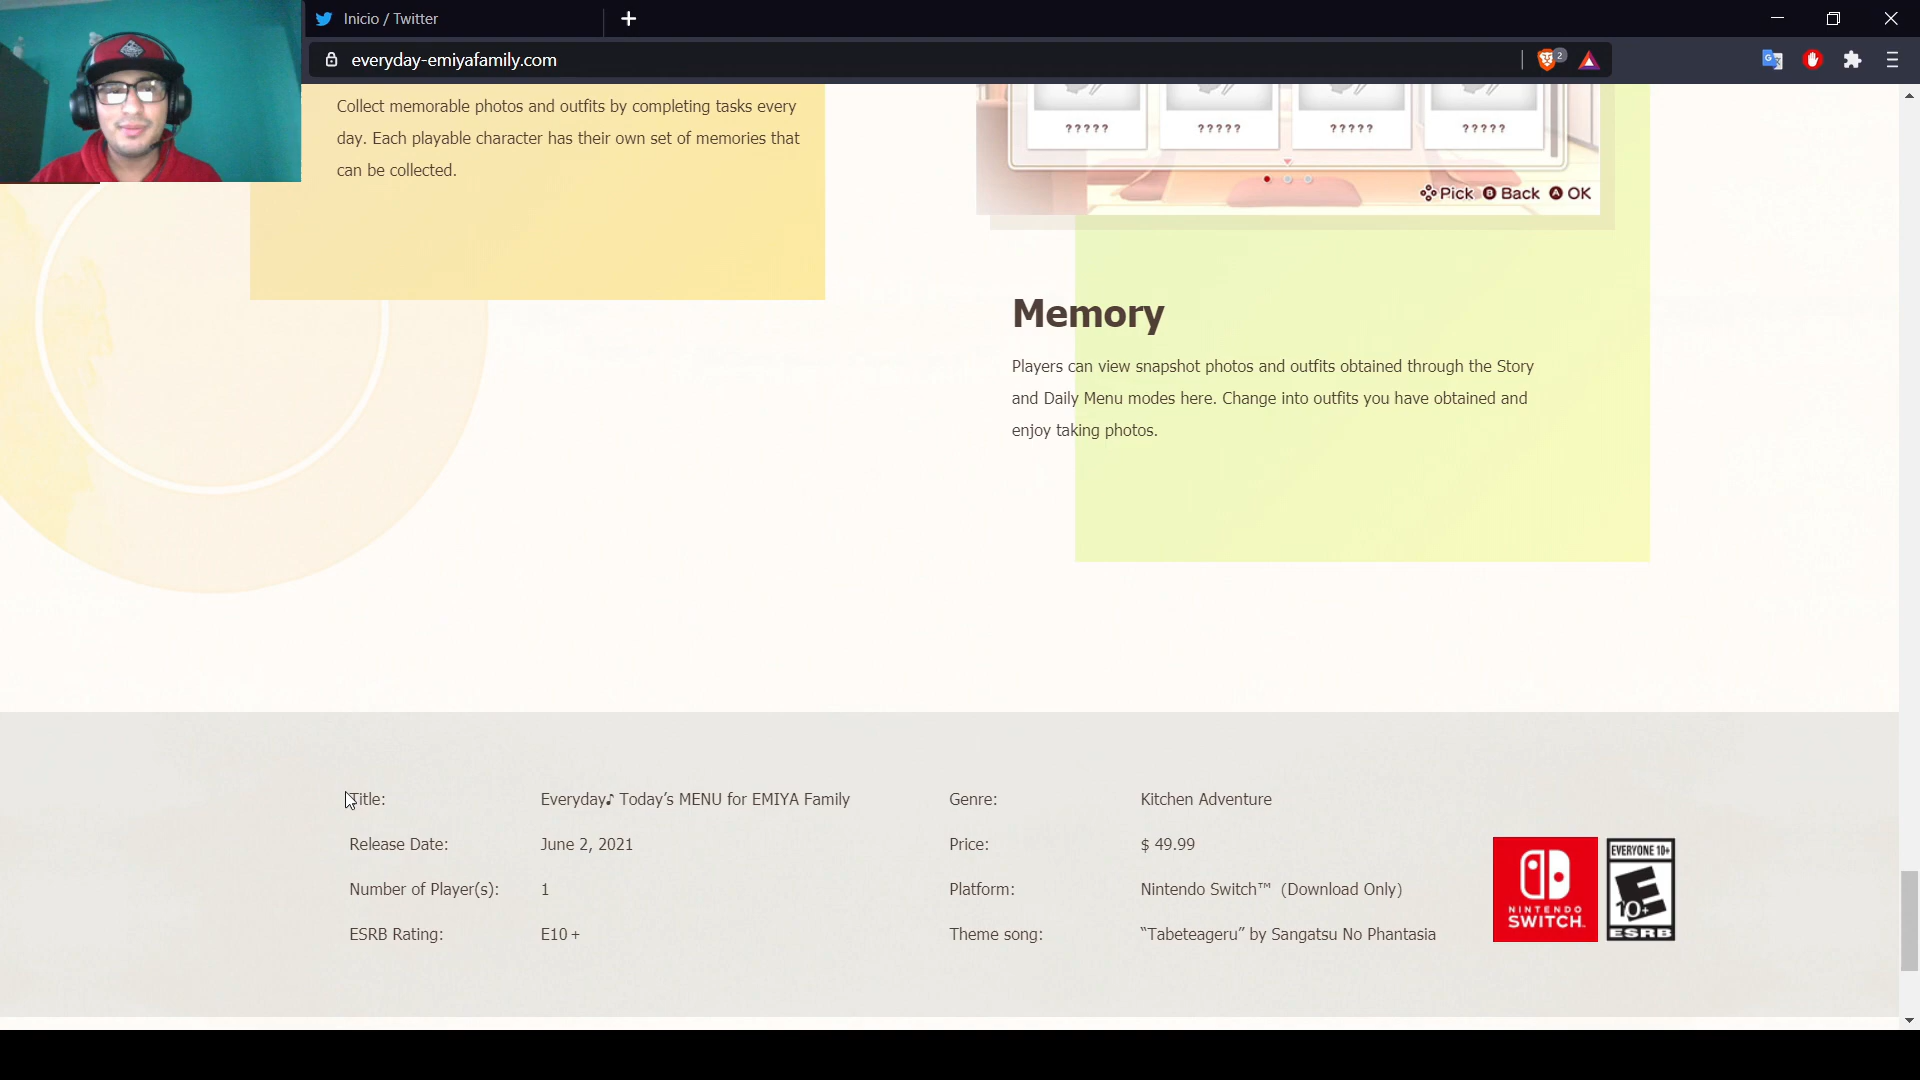 Inicio / Twitter
everyday-emiyafamily.com
2
Collect memorable photos and outfits by completing tasks every
day. Each playable character has their own set of memories that
can be collected.
????? ????? ????? ?????
Pick B Back A OK
Memory
Players can view snapshot photos and outfits obtained through the Story
and Daily Menu modes here. Change into outfits you have obtained and
enjoy taking photos.
Title: Everyday♪ Today’s MENU for EMIYA Family
Release Date: June 2, 2021
Number of Player(s): 1
ESRB Rating: E10 +
Genre: Kitchen Adventure
Price: $ 49.99
Platform: Nintendo Switch™ (Download Only)
Theme song: “Tabeteageru” by Sangatsu No Phantasia
NINTENDO
SWITCH
EVERYONE 10+
E
10+
ESRB